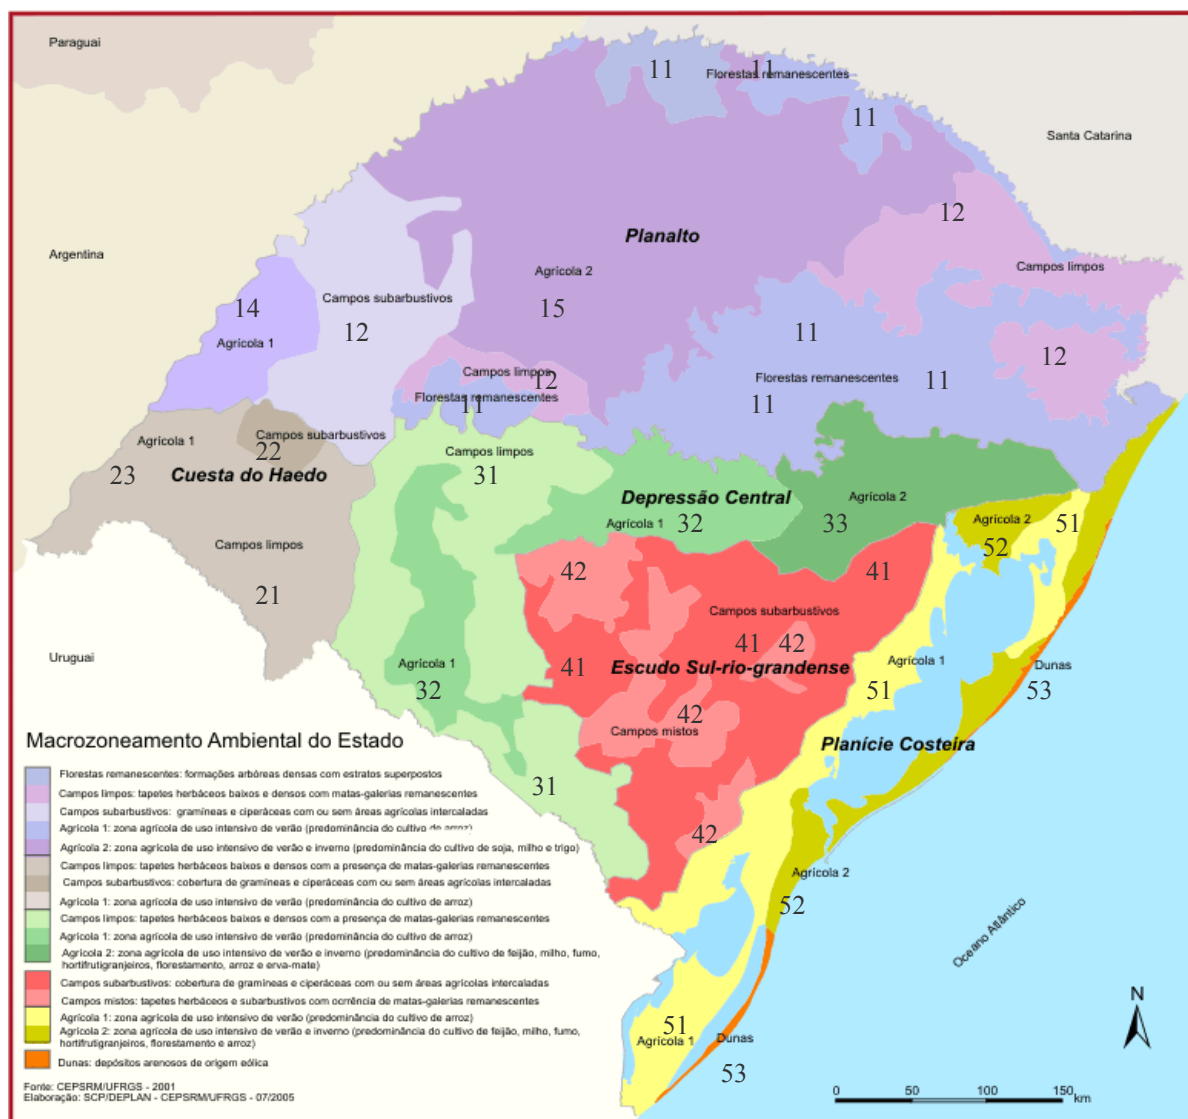 Paraguai
11
11
Florestas remanescentes
11
Santa Catarina
12
Planalto
Argentina
Agrícola 2
Campos limpos
14
Campos subarbustivos
15
12
11
Agrícola 1
12
Campos limpos
12
Florestas remanescentes
11
Florestas remanescentes
11
11
Agrícola 1
Campos subarbustivos
22
Campos limpos
23
Cuesta do Haedo
31
Depressão Central
Agrícola 2
Agrícola 1
32
33
Agrícola 2
51
52
Campos limpos
42
41
21
Campos subarbustivos
41
42
Uruguai
Agrícola 1
32
41
Escudo Sul-rio-grandense
Agrícola 1
51
Dunas
53
42
Campos mistos
Planície Costeira
31
42
Agrícola 2
52
Oceano Atlântico
51
Agrícola 1
Dunas
53
Macrozoneamento Ambiental do Estado
Florestas remanescentes: formações arbóreas densas com estratos superpostos
Campos limpos: tapetes herbáceos baixos e densos com matas-galerias remanescentes
Campos subarbustivos: gramíneas e ciperáceas com ou sem áreas agrícolas intercaladas
Agrícola 1: zona agrícola de uso intensivo de verão (predominância do cultivo de arroz)
Agrícola 2: zona agrícola de uso intensivo de verão e inverno (predominância do cultivo de soja, milho e trigo)
Campos limpos: tapetes herbáceos baixos e densos com a presença de matas-galerias remanescentes
Campos subarbustivos: cobertura de gramíneas e ciperáceas com ou sem áreas agrícolas intercaladas
Agrícola 1: zona agrícola de uso intensivo de verão (predominância do cultivo de arroz)
Campos limpos: tapetes herbáceos baixos e densos com a presença de matas-galerias remanescentes
Agrícola 1: zona agrícola de uso intensivo de verão (predominância do cultivo de arroz)
Agrícola 2: zona agrícola de uso intensivo de verão e inverno (predominância do cultivo de feijão, milho, fumo,
hortifrutigranjeiros, florestamento, arroz e erva-mate)
Campos subarbustivos: cobertura de gramíneas e ciperáceas com ou sem áreas agrícolas intercaladas
Campos mistos: tapetes herbáceos e subarbustivos com ocrrência de matas-galerias remanescentes
Agrícola 1: zona agrícola de uso intensivo de verão (predominância do cultivo de arroz)
Agrícola 2: zona agrícola de uso intensivo de verão e inverno (predominância do cultivo de feijão, milho, fumo,
hortifrutigranjeiros, florestamento e arroz)
Dunas: depósitos arenosos de origem eólica
Fonte: CEPSRM/UFRGS - 2001
Elaboração: SCP/DEPLAN - CEPSRM/UFRGS - 07/2005
N
0 50 100 150
km